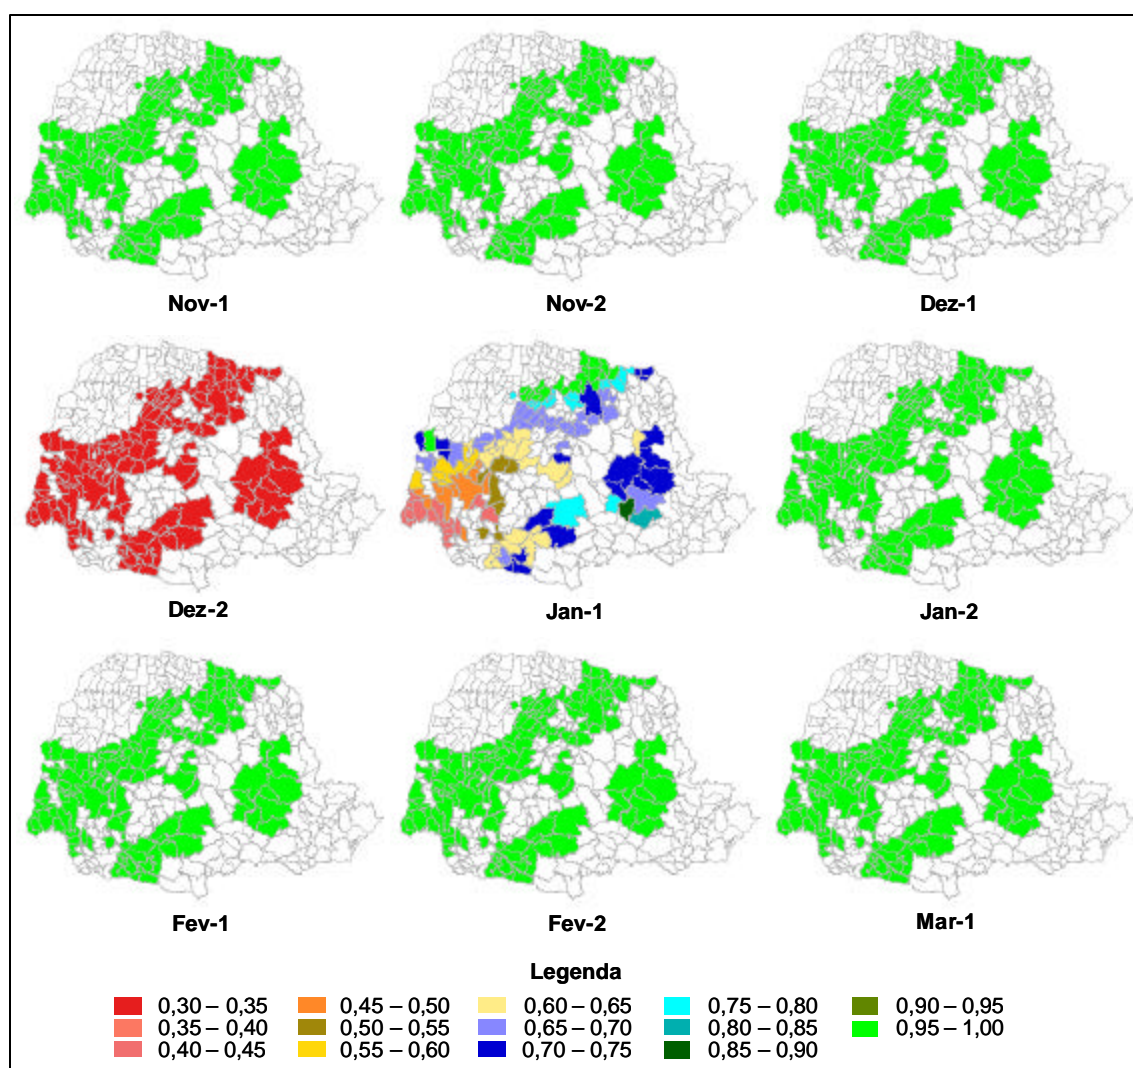 Nov-1 Nov-2 Dez-1
Dez-2 Jan-1 Jan-2
Fev-1 Fev-2 Mar-1
Legenda
0,30 – 0,35 0,45 – 0,50 0,60 – 0,65 0,75 – 0,80 0,90 – 0,95
0,35 – 0,40 0,50 – 0,55 0,65 – 0,70 0,80 – 0,85 0,95 – 1,00
0,40 – 0,45 0,55 – 0,60 0,70 – 0,75 0,85 – 0,90